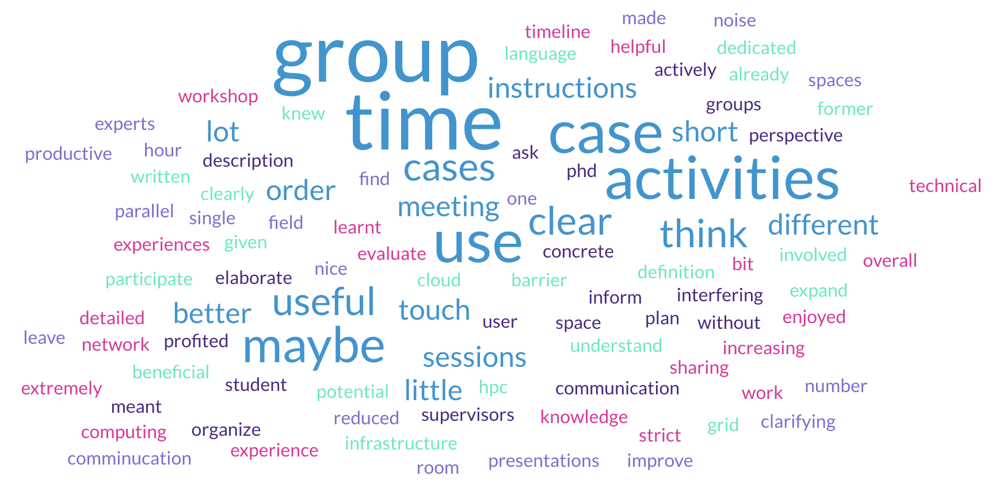 made
noise
timeline
helpful
language
dedicated
group
actively
already
spaces
instructions
workshop
knew
time
groups
former
experts
lot
case
short
perspective
productive
hour
description
cases
ask
phd
activities
written
find
technical
clearly
order
meeting
one
parallel
single
field
learnt
clear
think
different
experiences
given
evaluate
use
concrete
involved
overall
participate
elaborate
nice
cloud
barrier
definition
bit
useful
inform
interfering
expand
detailed
better
touch
user
space
plan
without
enjoyed
leave
network
profited
maybe
understand
increasing
beneficial
sessions
sharing
extremely
student
potential
little
hpc
communication
work
number
meant
reduced
supervisors
knowledge
grid
clarifying
computing
organize
infrastructure
strict
comminucation
experience
room
presentations
improve